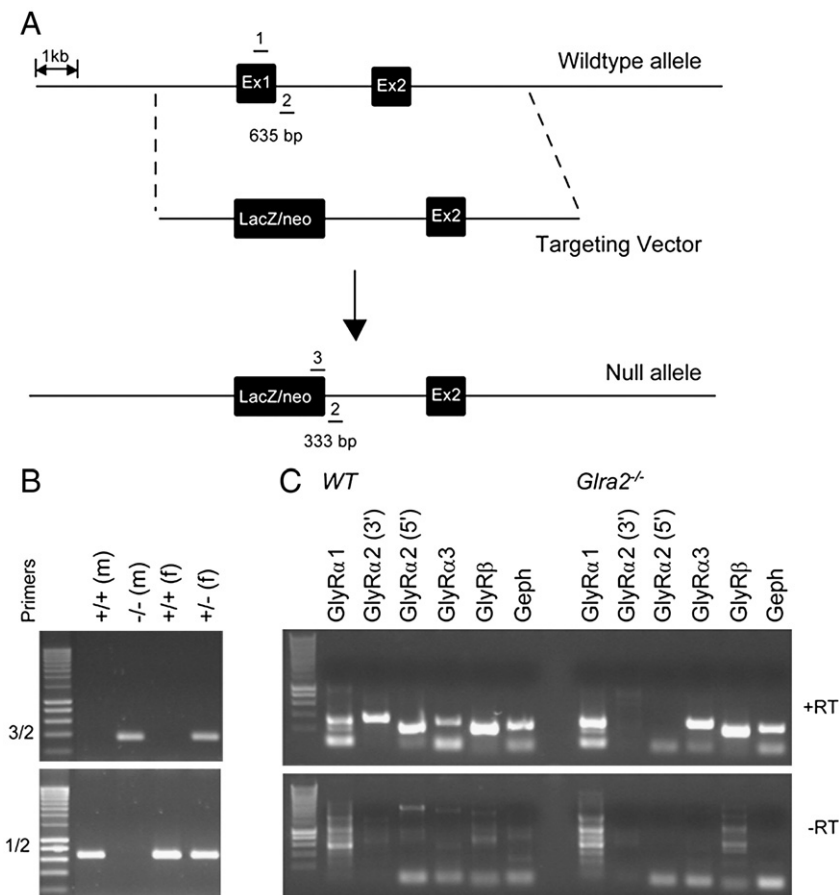 A
1kb
1
Ex1
Ex2
Wildtype allele
2
635 bp
LacZ/neo
Ex2
Targeting Vector
3
LacZ/neo
Ex2
Null allele
2
333 bp
B
Primers
+/+ (m)
-/- (m)
+/+ (f)
+/- (f)
3/2
1/2
C
WT
Glra2-/-
GlyRα1
GlyRα2 (3')
GlyRα2 (5')
GlyRα3
GlyRβ
Geph
GlyRα1
GlyRα2 (3')
GlyRα2 (5')
GlyRα3
GlyRβ
Geph
+RT
-RT